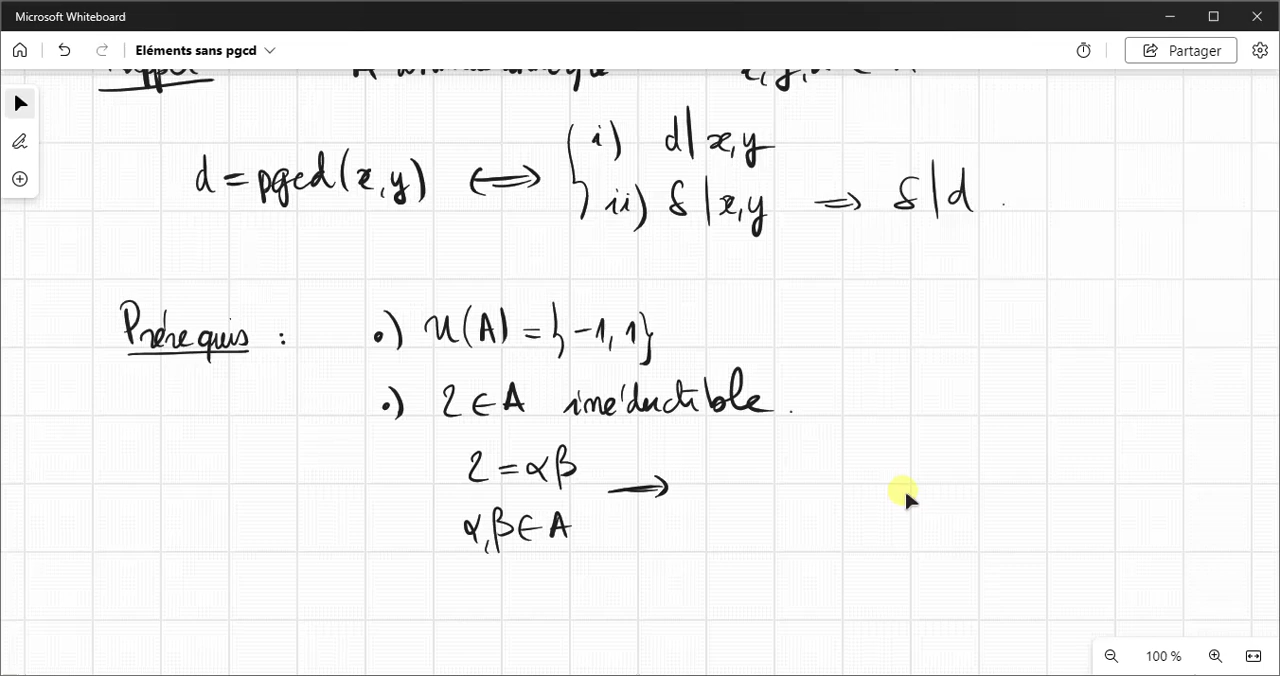 Microsoft Whiteboard
Eléments sans pgcd
Partager
d = pgcd(x,y) ⟺ { i) d | x,y
ii) δ | x,y ⟹ δ | d .
Prérequis : •) U(A) = {-1, 1}
•) 2 ∈ A irréductible .
2 = αβ →
α,β ∈ A
100 %